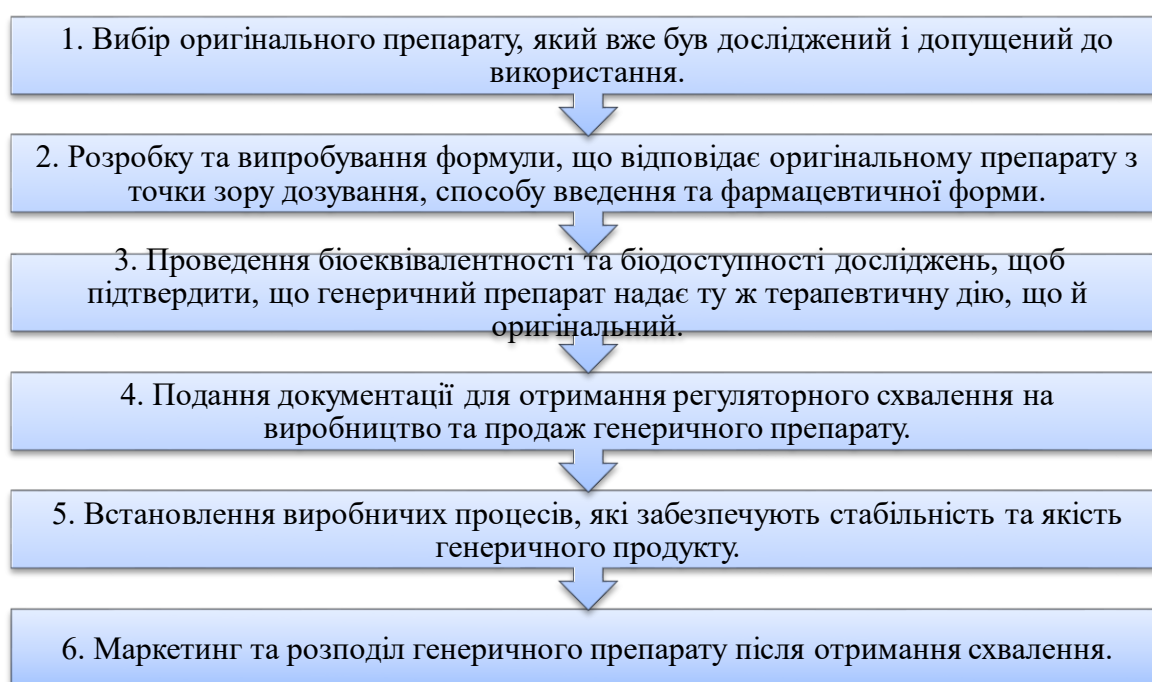 1. Вибір оригінального препарату, який вже був досліджений і допущений до
використання.
2. Розробку та випробування формули, що відповідає оригінальному препарату з
точки зору дозування, способу введення та фармацевтичної форми.
3. Проведення біоеквівалентності та біодоступності досліджень, щоб
підтвердити, що генеричний препарат надає ту ж терапевтичну дію, що й
оригінальний.
4. Подання документації для отримання регуляторного схвалення на
виробництво та продаж генеричного препарату.
5. Встановлення виробничих процесів, які забезпечують стабільність та якість
генеричного продукту.
6. Маркетинг та розподіл генеричного препарату після отримання схвалення.